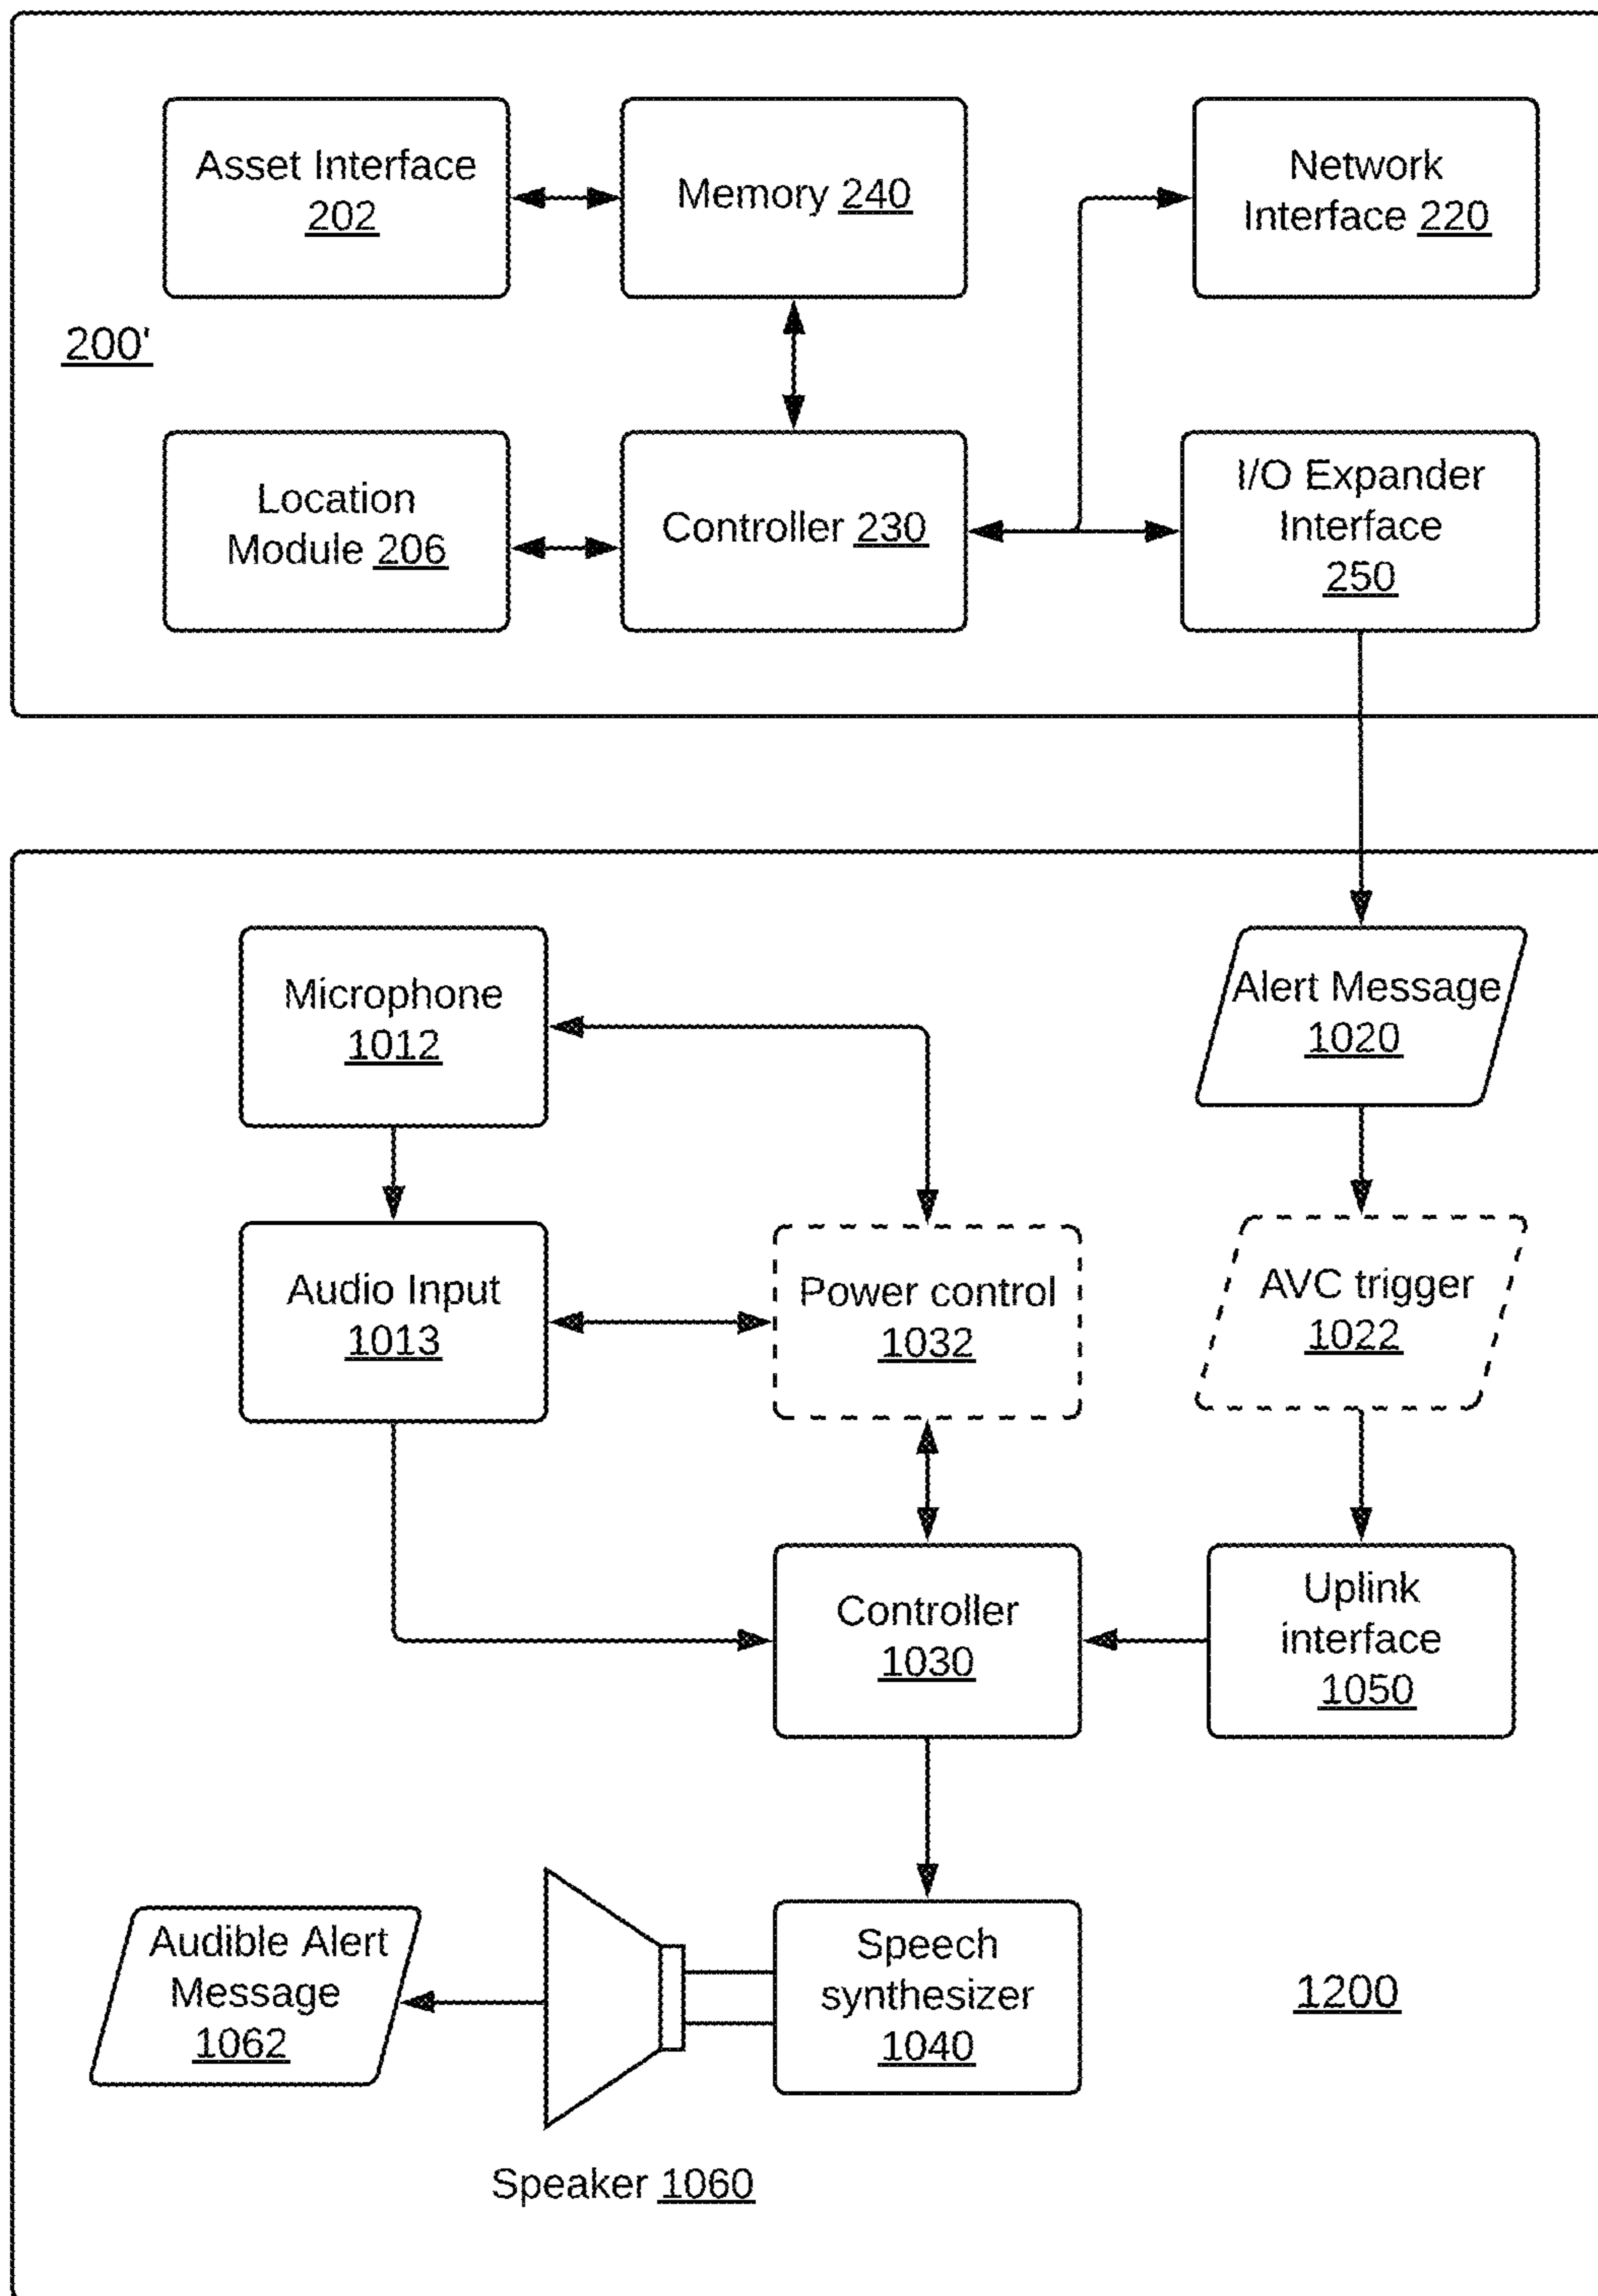 Asset Interface
202
Memory 240
Network
Interface 220
200'
Location
Module 206
Controller 230
I/O Expander
Interface
250
Microphone
1012
Alert Message
1020
Audio Input
1013
Power control
1032
AVC trigger
1022
Controller
1030
Uplink
interface
1050
Audible Alert
Message
1062
Speech
synthesizer
1040
1200
Speaker 1060